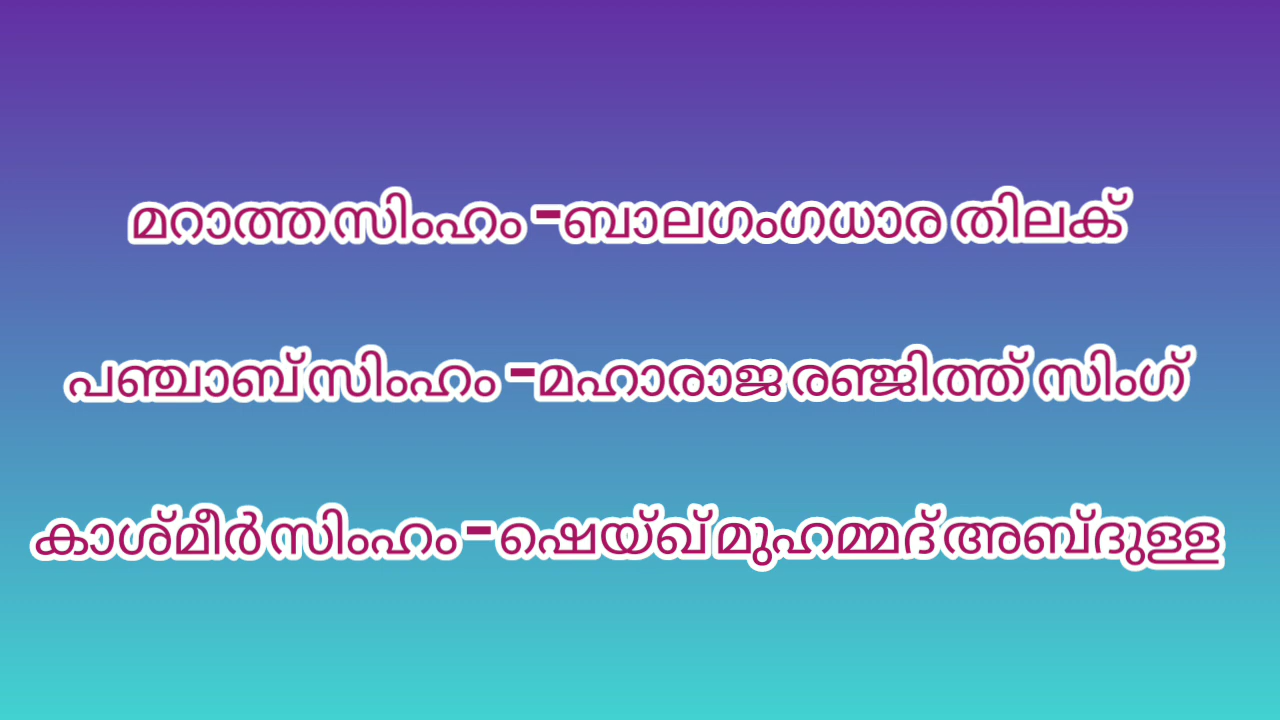 മറാത്ത സിംഹം -ബാലഗംഗധാര തിലക്
പഞ്ചാബ് സിംഹം -മഹാരാജ രഞ്ജിത്ത് സിംഗ്
കാശ്മീർ സിംഹം - ഷെയ്ഖ് മുഹമ്മദ് അബ്ദുള്ള